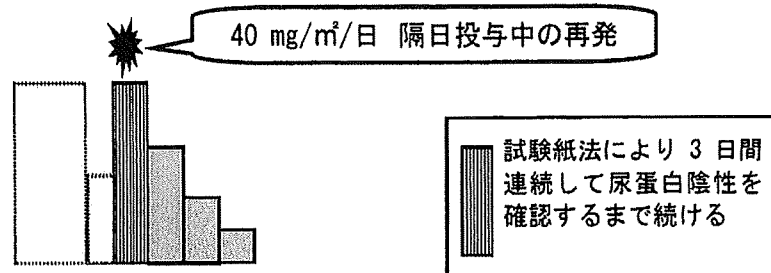 40 mg/㎡/日 隔日投与中の再発
試験紙法により 3 日間
連続して尿蛋白陰性を
確認するまで続ける